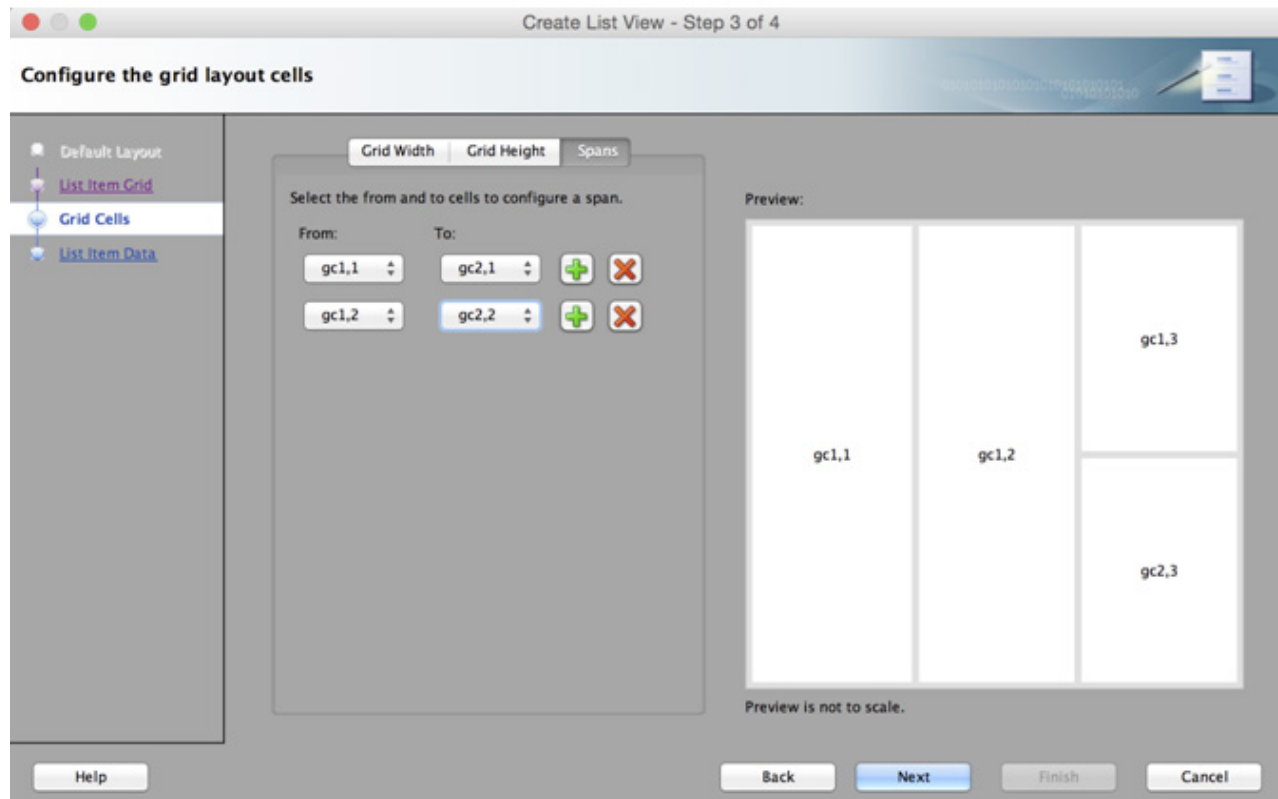 Create List View - Step 3 of 4
Configure the grid layout cells
Default Layout
List Item Grid
Grid Cells
List Item Data
Grid Width Grid Height Spans
Select the from and to cells to configure a span.
From: To:
gc1,1 gc2,1
gc1,2 gc2,2
Preview:
gc1,1
gc1,2
gc1,3
gc2,3
Preview is not to scale.
Help Back Next Finish Cancel